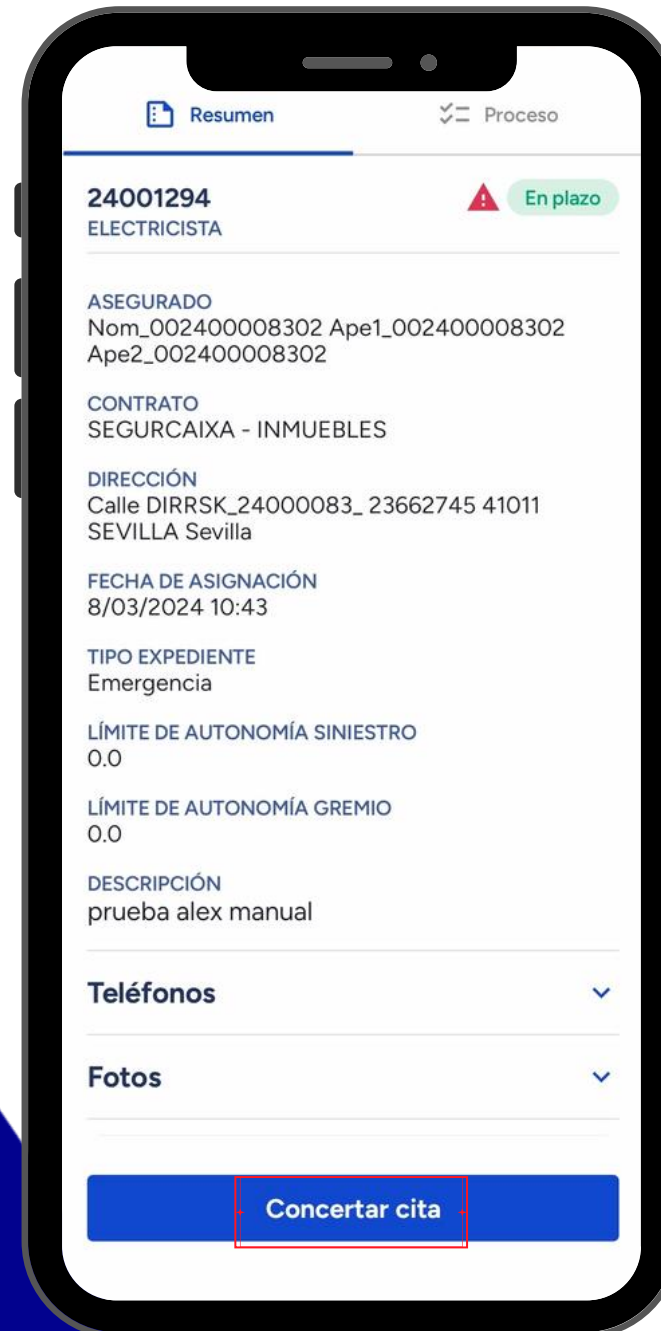 Resumen
Proceso
24001294
En plazo
ELECTRICISTA
ASEGURADO
Nom_002400008302 Ape1_002400008302
Ape2_002400008302
CONTRATO
SEGURCAIXA - INMUEBLES
DIRECCIÓN
Calle DIRRSK_24000083_ 23662745 41011
SEVILLA Sevilla
FECHA DE ASIGNACIÓN
8/03/2024 10:43
TIPO EXPEDIENTE
Emergencia
LÍMITE DE AUTONOMÍA SINIESTRO
0.0
LÍMITE DE AUTONOMÍA GREMIO
0.0
DESCRIPCIÓN
prueba alex manual
Teléfonos
Fotos
Concertar cita